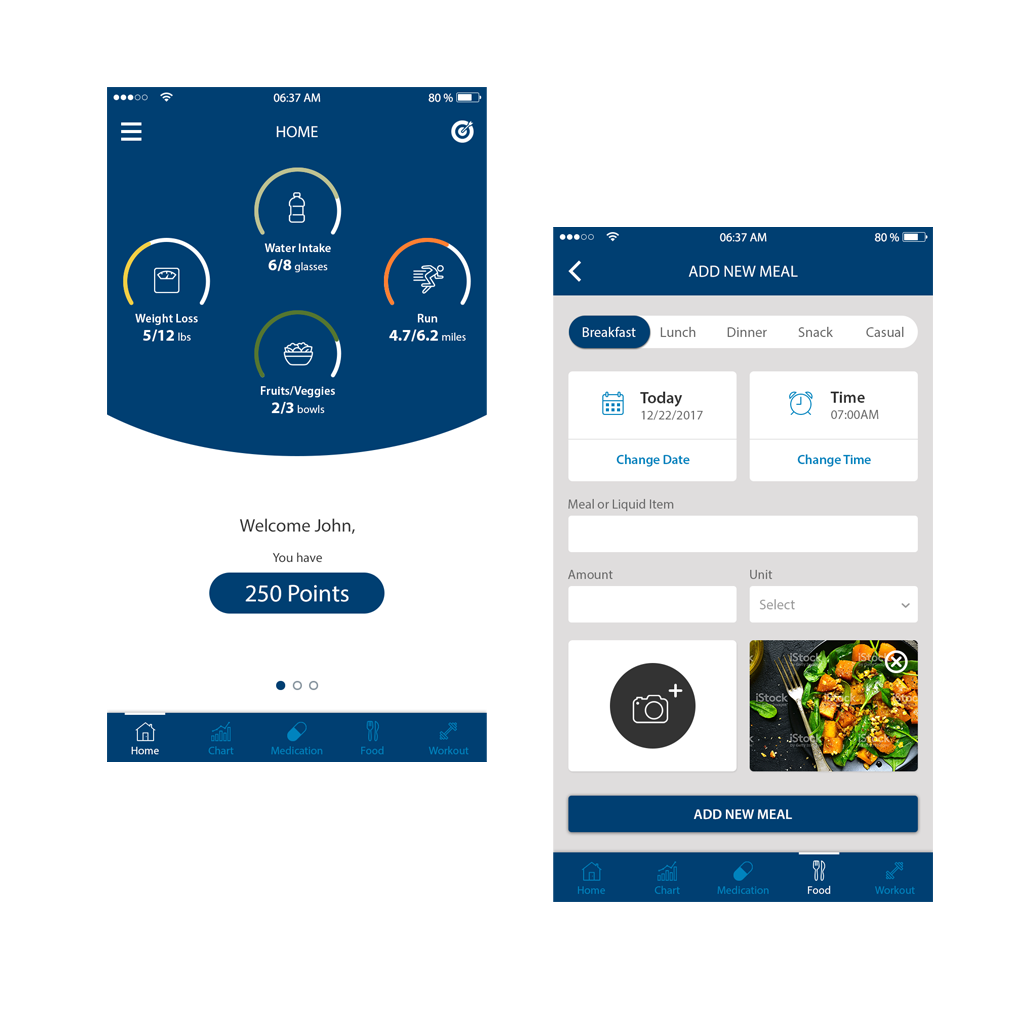 06:37 AM
80 %
HOME
Water Intake
6/8 glasses
Weight Loss
5/12 lbs
Run
4.7/6.2 miles
Fruits/Veggies
2/3 bowls
Welcome John,
You have
250 Points
Home
Chart
Medication
Food
Workout
06:37 AM
80 %
ADD NEW MEAL
Breakfast
Lunch
Dinner
Snack
Casual
Today
12/22/2017
Change Date
Time
07:00AM
Change Time
Meal or Liquid Item
Amount
Unit
Select
iStock
iStock
iStock
iStock
iStock
ADD NEW MEAL
Home
Chart
Medication
Food
Workout